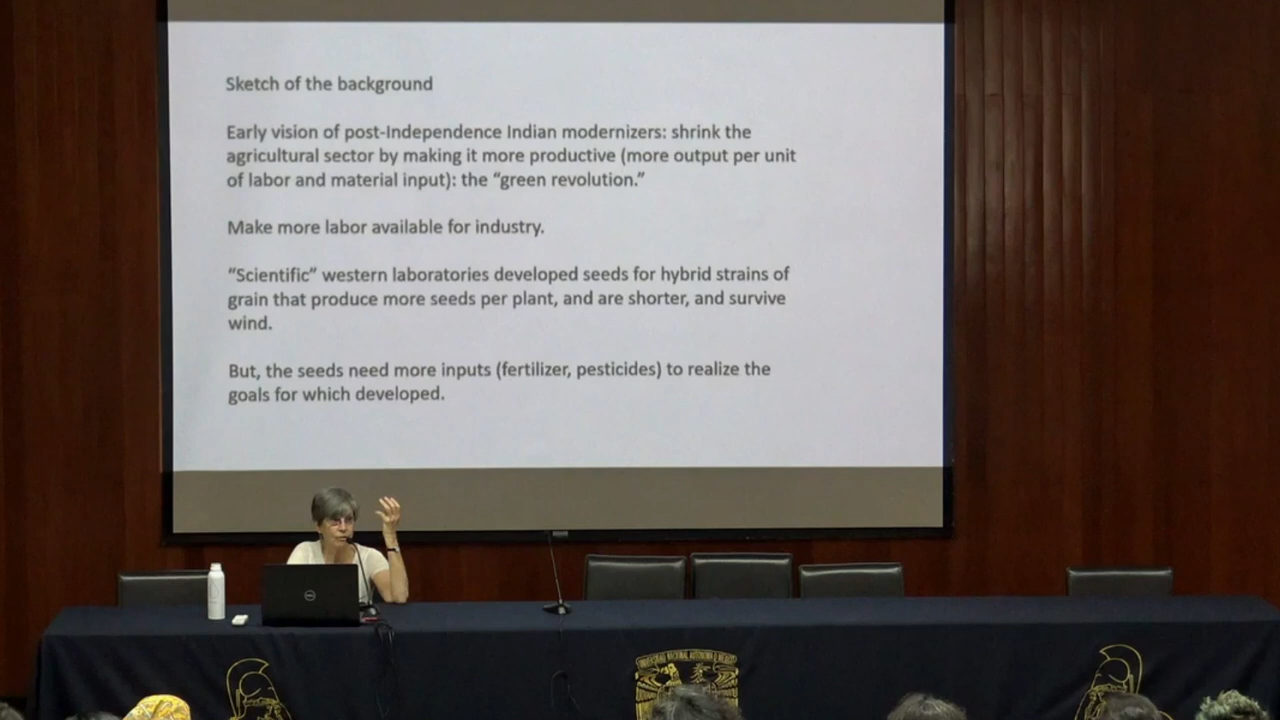 Sketch of the background
Early vision of post-Independence Indian modernizers: shrink the
agricultural sector by making it more productive (more output per unit
of labor and material input): the “green revolution.”
Make more labor available for industry.
“Scientific” western laboratories developed seeds for hybrid strains of
grain that produce more seeds per plant, and are shorter, and survive
wind.
But, the seeds need more inputs (fertilizer, pesticides) to realize the
goals for which developed.
DELL